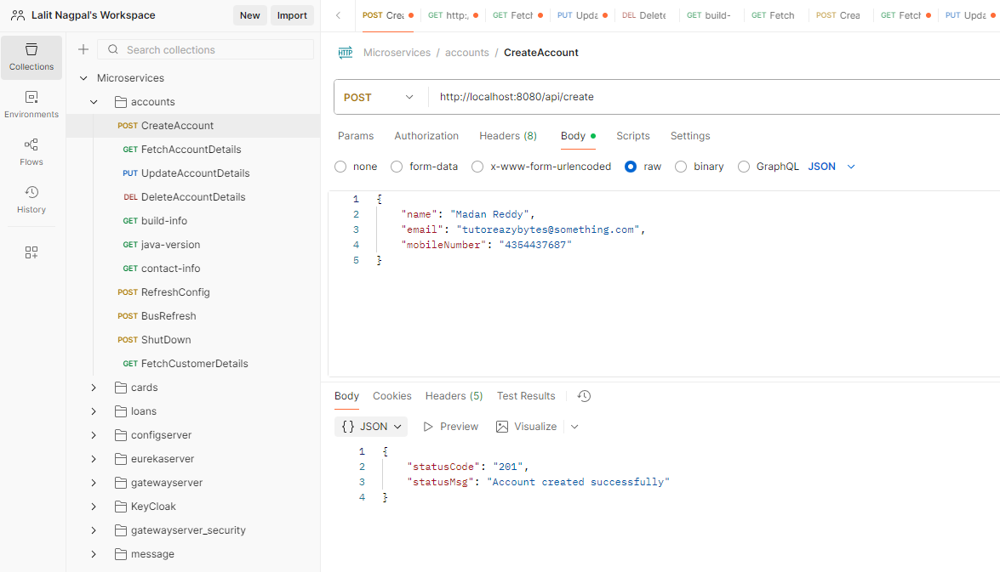 Lalit Nagpal's Workspace
New
Import
POST Crea
GET http:/
GET Fetch
PUT Upda
DEL Delete
GET build-
GET Fetch
POST Crea
GET Fetch
PUT Upda
Collections
Environments
Flows
History
Search collections
Microservices
accounts
POST CreateAccount
GET FetchAccountDetails
PUT UpdateAccountDetails
DEL DeleteAccountDetails
GET build-info
GET java-version
GET contact-info
POST RefreshConfig
POST BusRefresh
POST ShutDown
GET FetchCustomerDetails
cards
loans
configserver
eurekaserver
gatewayserver
KeyCloak
gatewayserver_security
message
HTTP Microservices / accounts / CreateAccount
POST http://localhost:8080/api/create
Params Authorization Headers (8) Body Scripts Settings
none form-data x-www-form-urlencoded raw binary GraphQL JSON
1 {
2 "name": "Madan Reddy",
3 "email": "tutoreazybytes@something.com",
4 "mobileNumber": "4354437687"
5 }
Body Cookies Headers (5) Test Results
{} JSON Preview Visualize
1 {
2 "statusCode": "201",
3 "statusMsg": "Account created successfully"
4 }